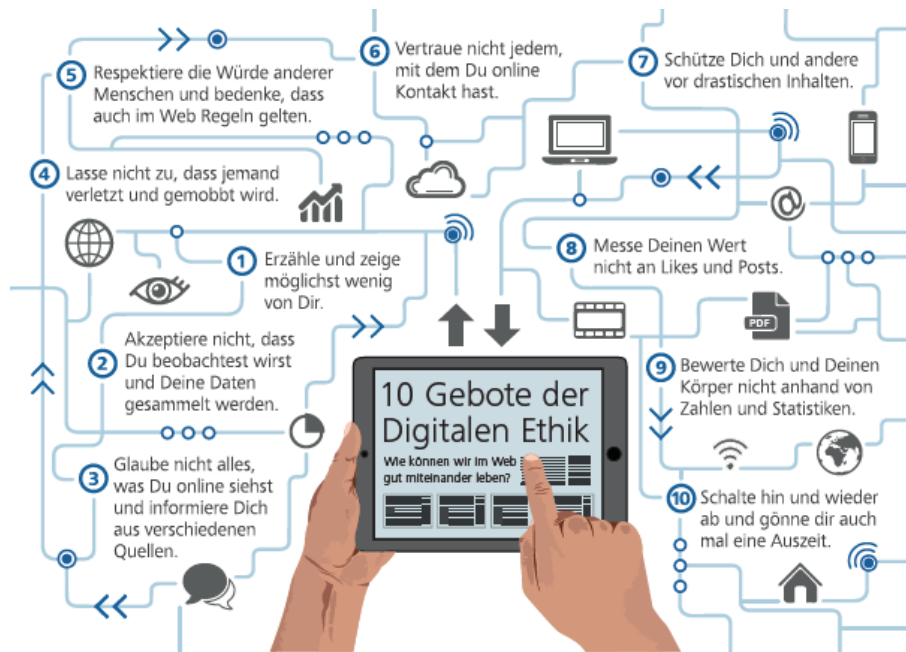 10 Gebote der
Digitalen Ethik
Wie können wir im Web
gut miteinander leben?
1 Erzähle und zeige
möglichst wenig
von Dir.
2 Akzeptiere nicht, dass
Du beobachtest wirst
und Deine Daten
gesammelt werden.
3 Glaube nicht alles,
was Du online siehst
und informiere Dich
aus verschiedenen
Quellen.
4 Lasse nicht zu, dass jemand
verletzt und gemobbt wird.
5 Respektiere die Würde anderer
Menschen und bedenke, dass
auch im Web Regeln gelten.
6 Vertraue nicht jedem,
mit dem Du online
Kontakt hast.
7 Schütze Dich und andere
vor drastischen Inhalten.
@
8 Messe Deinen Wert
nicht an Likes und Posts.
PDF
9 Bewerte Dich und Deinen
Körper nicht anhand von
Zahlen und Statistiken.
10 Schalte hin und wieder
ab und gönne dir auch
mal eine Auszeit.